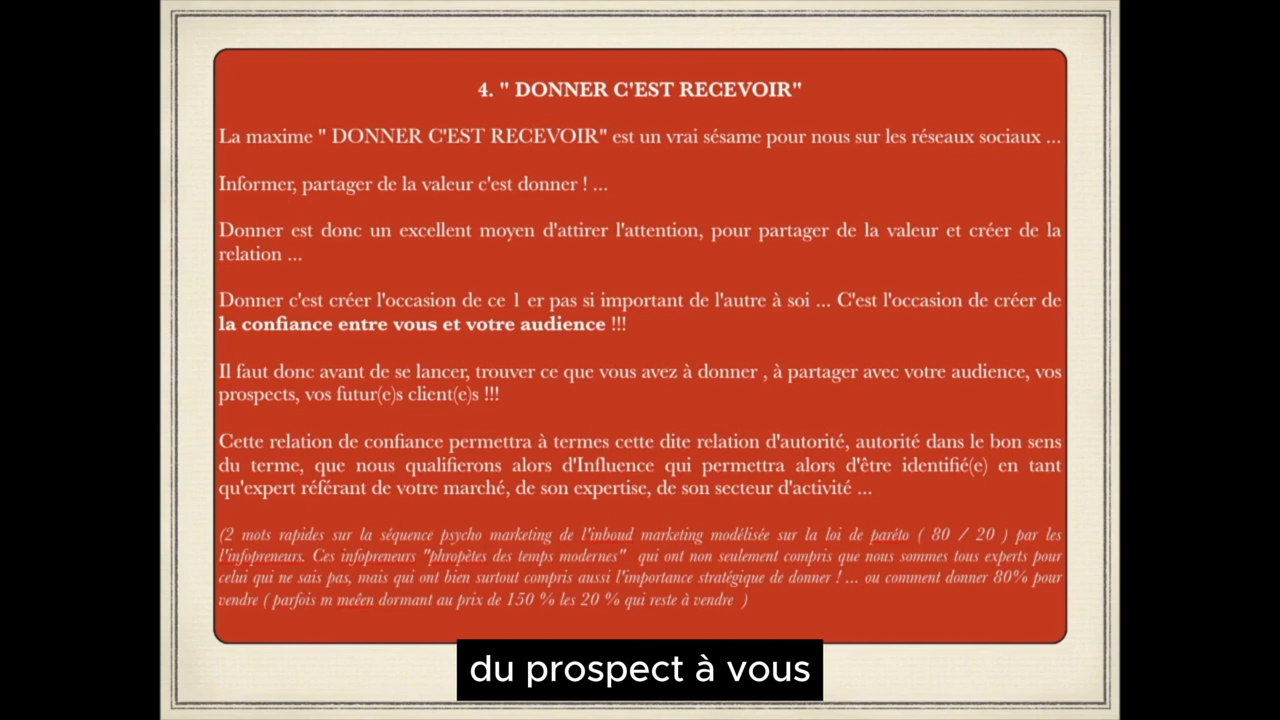 4. " DONNER C'EST RECEVOIR"
La maxime " DONNER C'EST RECEVOIR" est un vrai sésame pour nous sur les réseaux sociaux ...
Informer, partager de la valeur c'est donner ! ...
Donner est donc un excellent moyen d'attirer l'attention, pour partager de la valeur et créer de la
relation ...
Donner c'est créer l'occasion de ce 1 er pas si important de l'autre à soi ... C'est l'occasion de créer de
la confiance entre vous et votre audience !!!
Il faut donc avant de se lancer, trouver ce que vous avez à donner , à partager avec votre audience, vos
prospects, vos futur(e)s client(e)s !!!
Cette relation de confiance permettra à termes cette dite relation d'autorité, autorité dans le bon sens
du terme, que nous qualifierons alors d'Influence qui permettra alors d'être identifié(e) en tant
qu'expert référant de votre marché, de son expertise, de son secteur d'activité ...
(2 mots rapides sur la séquence psycho marketing de l'inboud marketing modélisée sur la loi de paréto ( 80 / 20 ) par les
l'infopreneurs. Ces infopreneurs "phropètes des temps modernes" qui ont non seulement compris que nous sommes tous experts pour
celui qui ne sais pas, mais qui ont bien surtout compris aussi l'importance stratégique de donner ! ... ou comment donner 80% pour
vendre ( parfois m meêen dormant au prix de 150 % les 20 % qui reste à vendre )
du prospect à vous